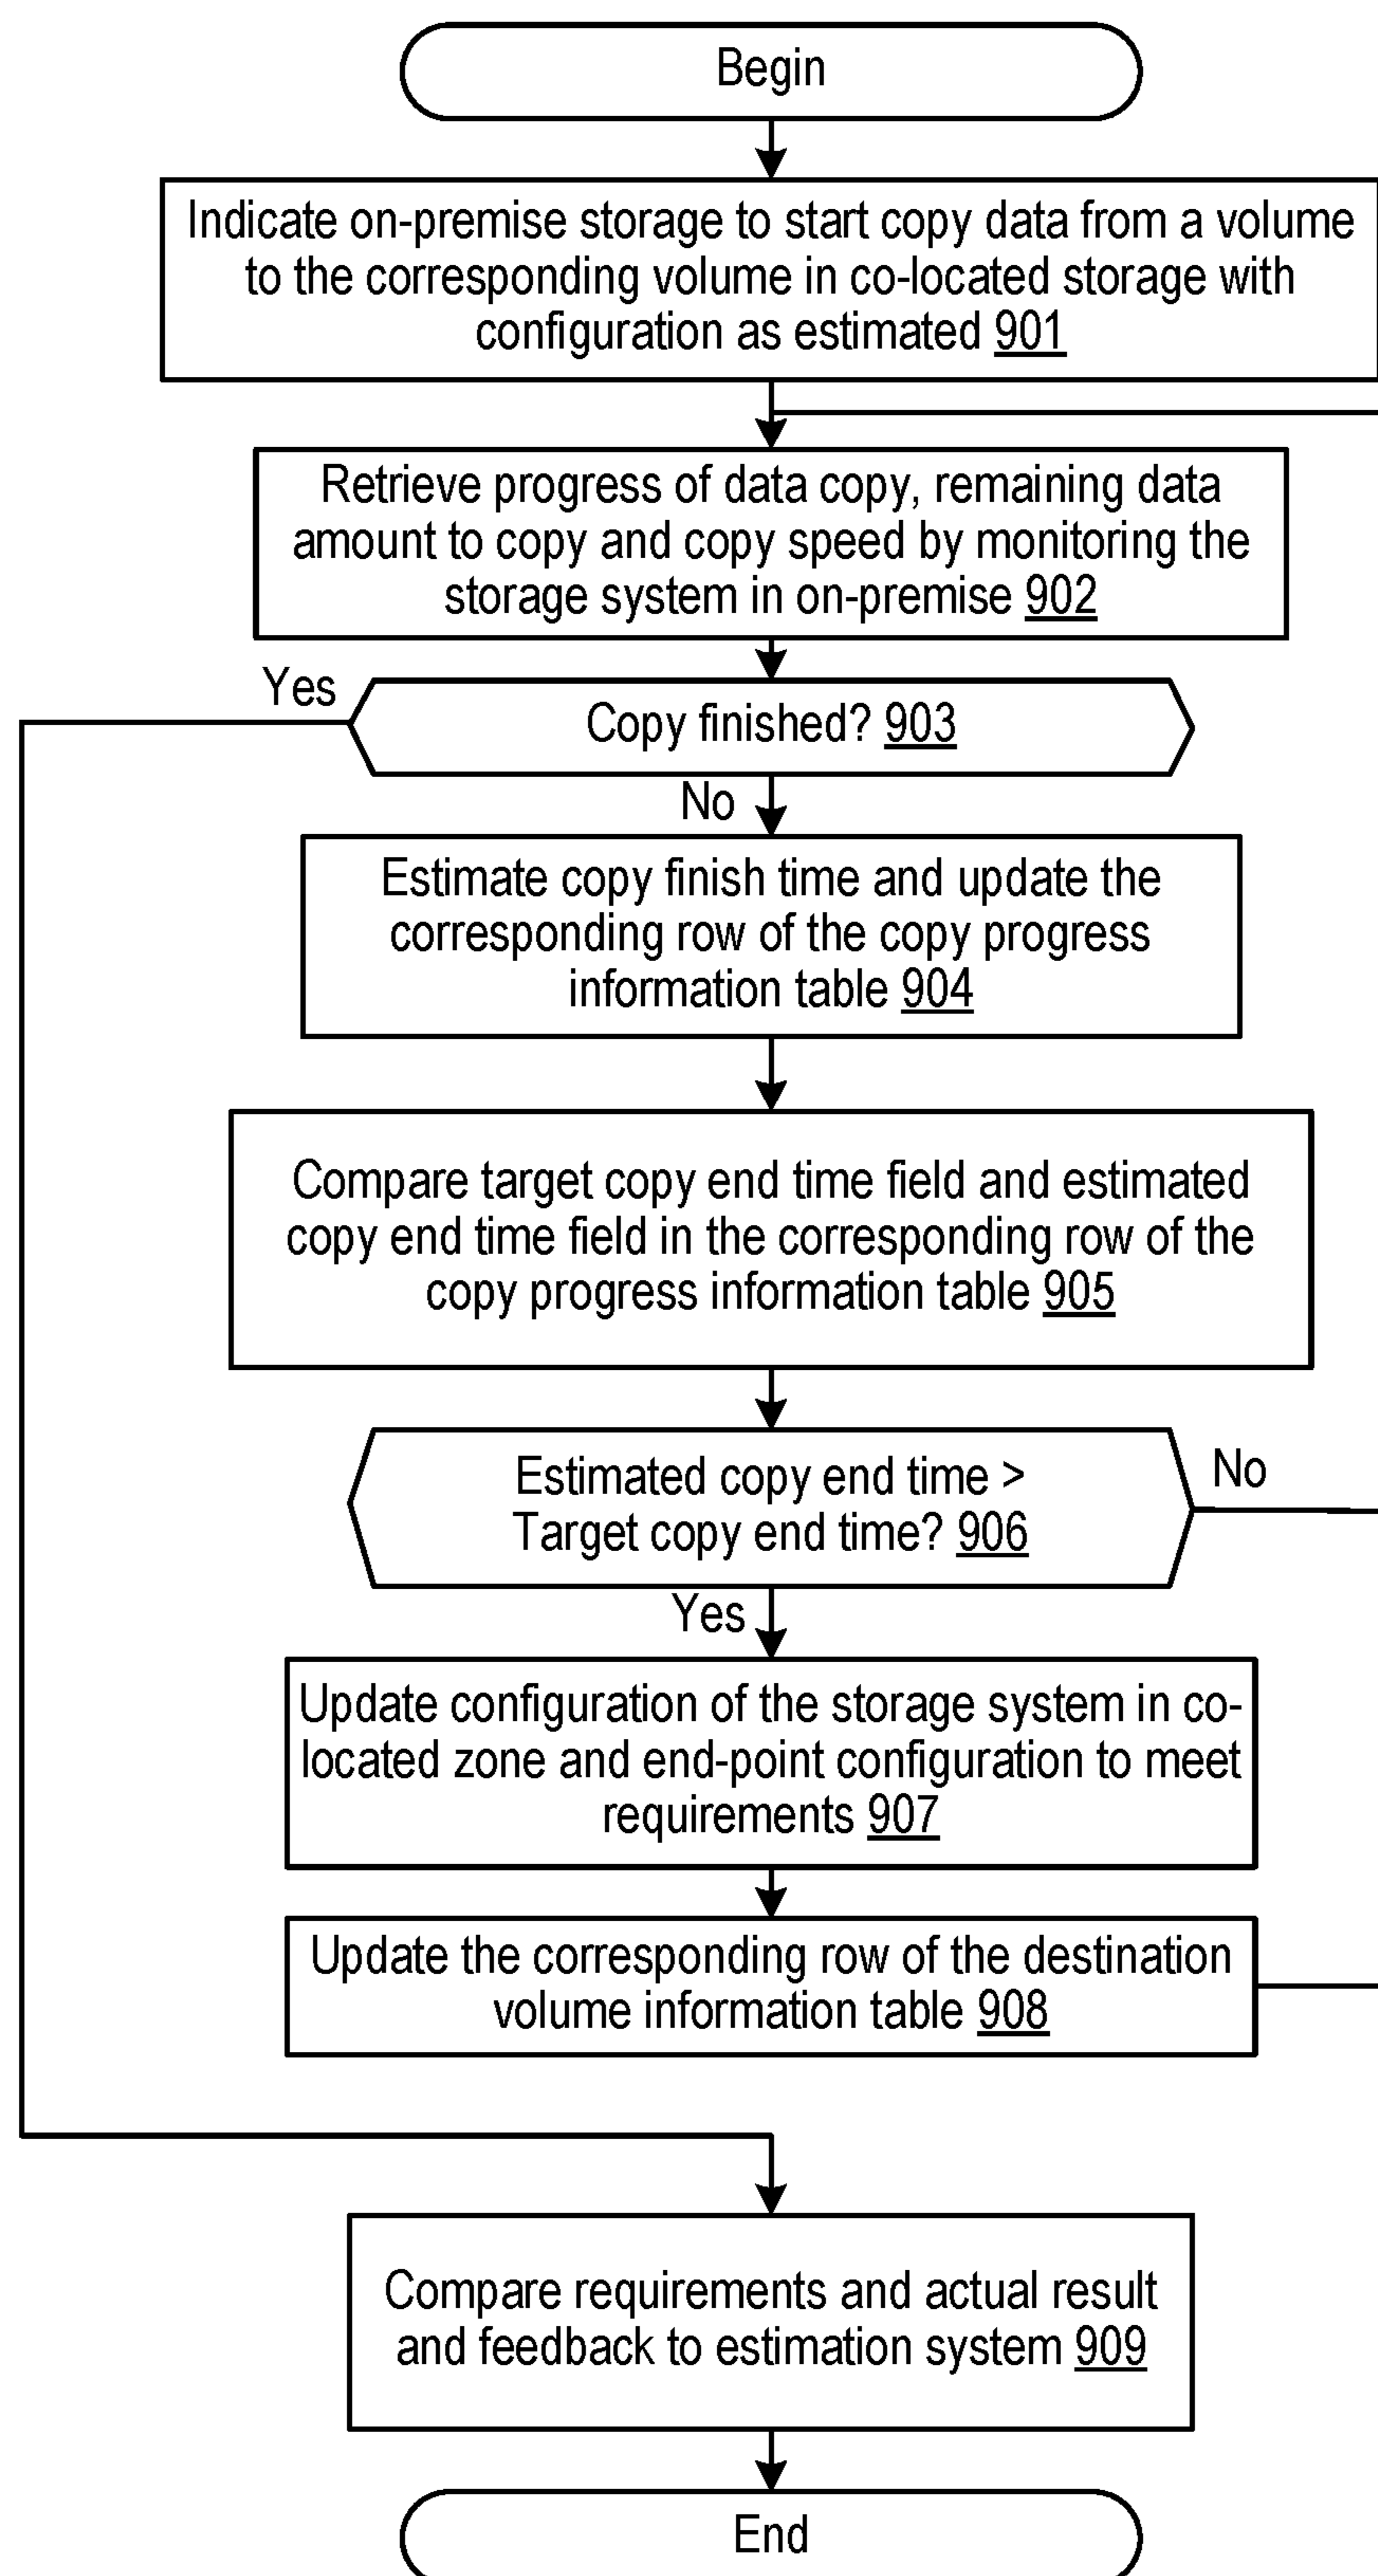 Begin
Indicate on-premise storage to start copy data from a volume
to the corresponding volume in co-located storage with
configuration as estimated 901
Retrieve progress of data copy, remaining data
amount to copy and copy speed by monitoring the
storage system in on-premise 902
Yes
Copy finished? 903
No
Estimate copy finish time and update the
corresponding row of the copy progress
information table 904
Compare target copy end time field and estimated
copy end time field in the corresponding row of the
copy progress information table 905
Estimated copy end time >
Target copy end time? 906
No
Yes
Update configuration of the storage system in co-
located zone and end-point configuration to meet
requirements 907
Update the corresponding row of the destination
volume information table 908
Compare requirements and actual result
and feedback to estimation system 909
End